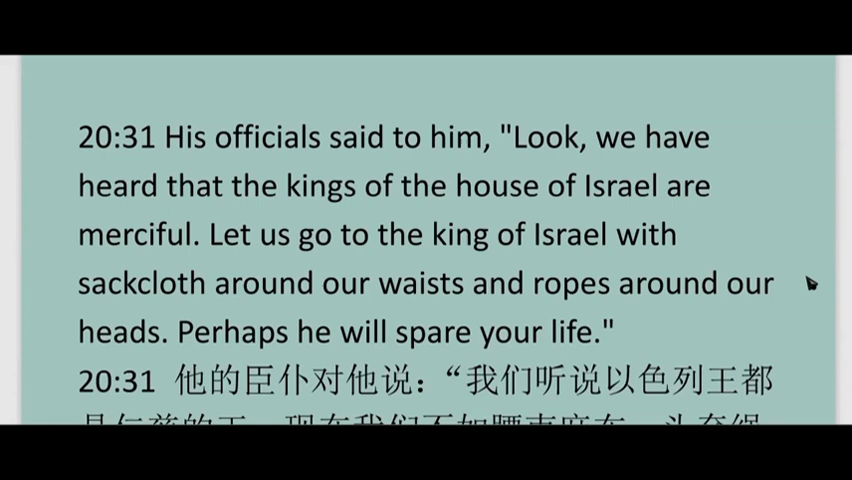 20:31 His officials said to him, "Look, we have
heard that the kings of the house of Israel are
merciful. Let us go to the king of Israel with
sackcloth around our waists and ropes around our
heads. Perhaps he will spare your life."
20:31 他的臣仆对他说：“我们听说以色列王都